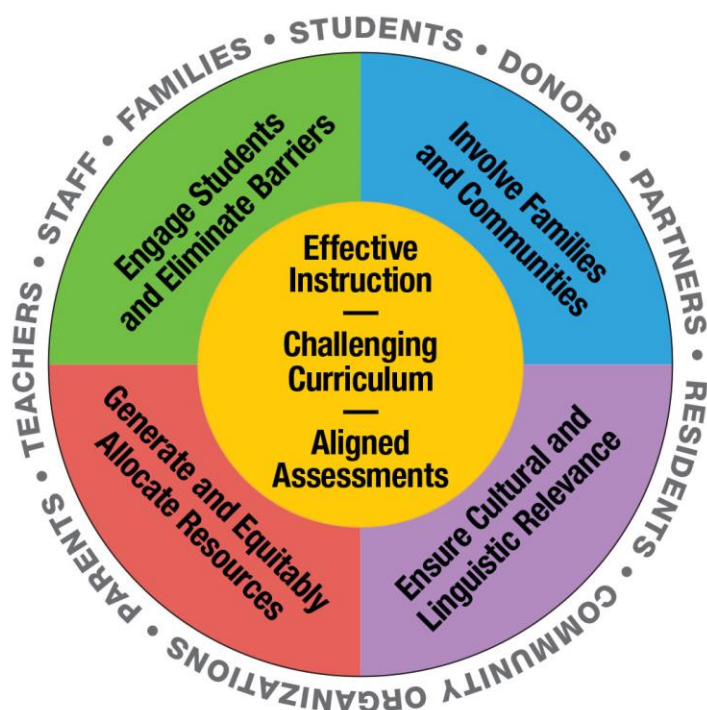 STUDENTS • DONORS • PARTNERS • RESIDENTS • COMMUNITY ORGANIZATIONS • PARENTS • TEACHERS • STAFF • FAMILIES •
Engage Students
and Eliminate Barriers
Involve Families
and Communities
Effective
Instruction
—
Challenging
Curriculum
—
Aligned
Assessments
Generate and Equitably
Allocate Resources
Ensure Cultural and
Linguistic Relevance